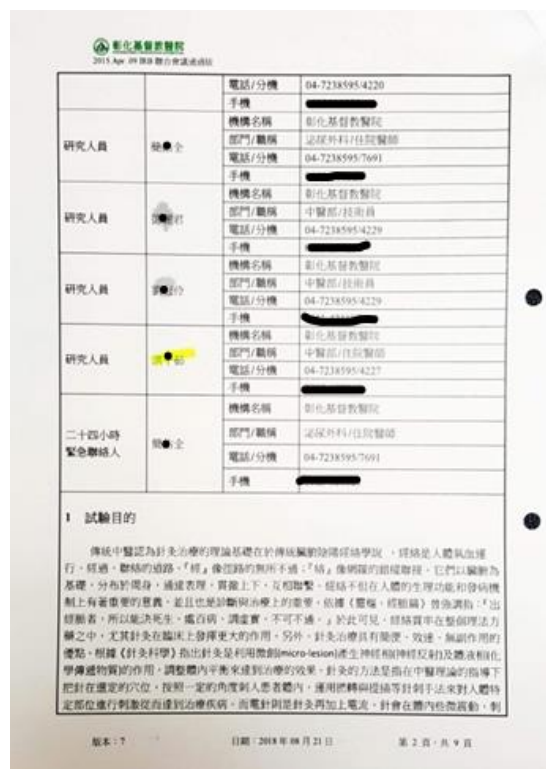 彰化基督教醫院
2015 Apr 09 IRB 聯合會議通過版
電話/分機 04-7238595/4220
手機
機構名稱 彰化基督教醫院
研究人員 全 部門/職稱 泌尿外科/住院醫師
電話/分機 04-7238595/7691
手機
機構名稱 彰化基督教醫院
研究人員 君 部門/職稱 中醫部/技術員
電話/分機 04-7238595/4229
手機
機構名稱 彰化基督教醫院
研究人員 伶 部門/職稱 中醫部/技術員
電話/分機 04-7238595/4229
手機
機構名稱 彰化基督教醫院
研究人員 部門/職稱 中醫部/住院醫師
電話/分機 04-7238595/4227
手機
機構名稱 彰化基督教醫院
二十四小時
緊急聯絡人 全 部門/職稱 泌尿外科/住院醫師
電話/分機 04-7238595/7691
手機
1 試驗目的
傳統中醫認為針灸治療的理論基礎在於傳統臟腑陰陽經絡學說，經絡是人體氣血運
行、經過、聯絡的道路，「經」像徑路的無所不通；「絡」像網羅的錯縱聯接。它們以臟腑為
基礎，分布於周身，通達表理，貫徹上下，互相聯繫。經絡不但在人體的生理功能和發病機
制上有著重要的意義，並且也是診斷與治療上的重要。依據《靈樞．經脈篇》曾強調指：「出
經脈者，所以能決死生，處百病，調虛實，不可不通。」於此可見，經絡貫串在整個理法方
藥之中，尤其針灸在臨床上發揮更大的作用。另外，針灸治療具有簡便、效速、無副作用的
優點。根據《針灸科學》指出針灸是利用微創(micro-lesion)產生神經相(神經反射)及體液相(化
學傳遞物質)的作用，調整體內平衡來達到治療的效果。針灸的方法是指在中醫理論的指導下
把針在選定的穴位，按照一定的角度刺人患者體內，運用撚轉與提插等針刺手法來對人體特
定部位進行刺激從而達到治療疾病。而電針則是針灸再加上電流，針會在體內些微震動，刺
版本：7 日期：2018 年 08 月 21 日 第 2 頁，共 9 頁